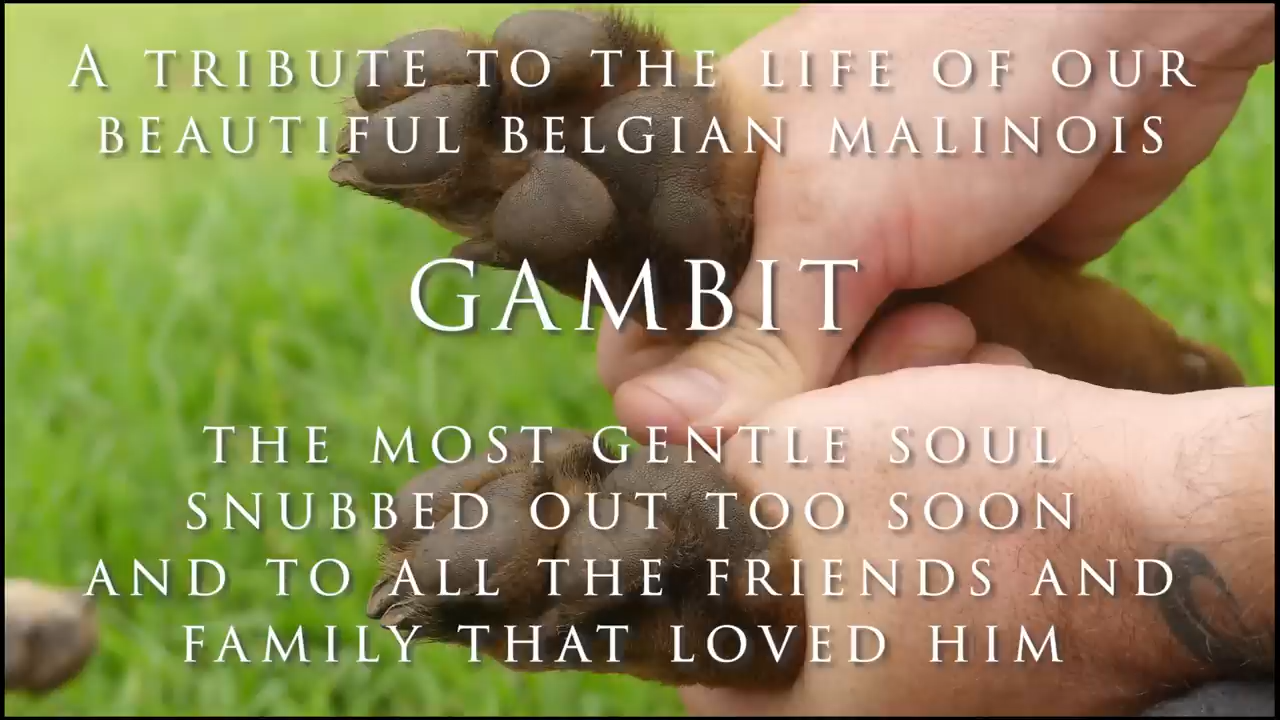 A TRIBUTE TO THE LIFE OF OUR
BEAUTIFUL BELGIAN MALINOIS
GAMBIT
THE MOST GENTLE SOUL
SNUBBED OUT TOO SOON
AND TO ALL THE FRIENDS AND
FAMILY THAT LOVED HIM